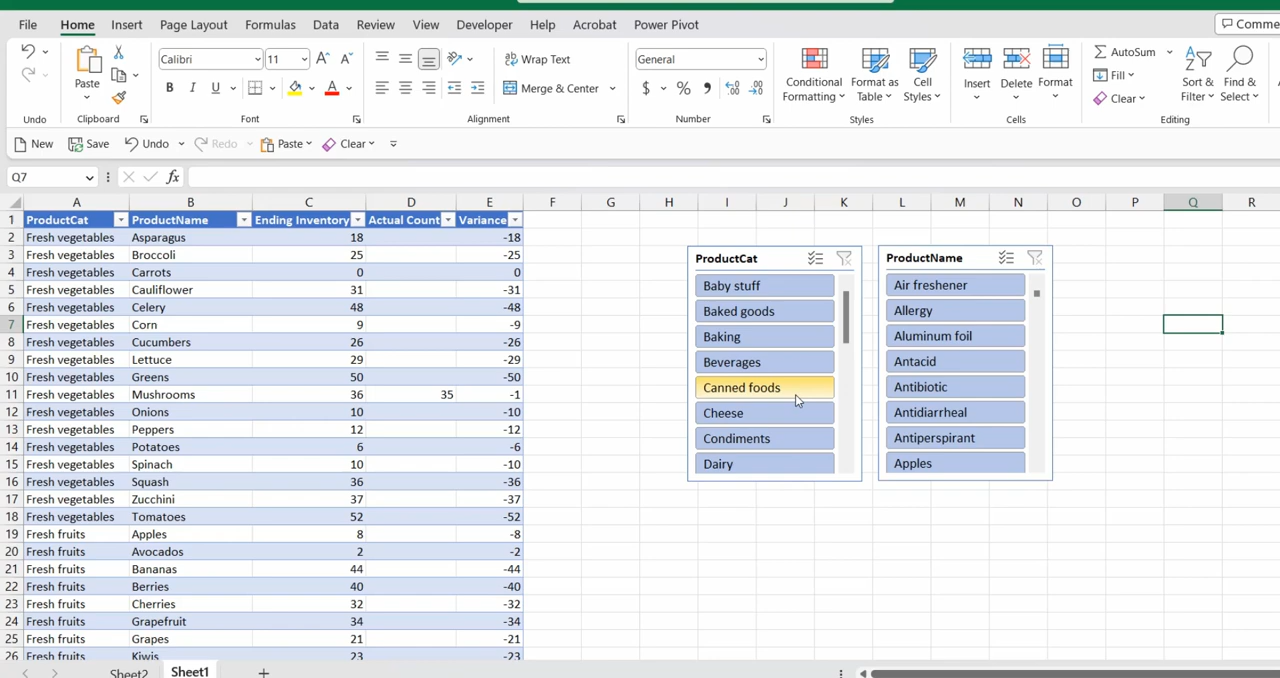 File Home Insert Page Layout Formulas Data Review View Developer Help Acrobat Power Pivot Comme
Calibri 11 A A Wrap Text General AutoSum
Paste B I U A Merge & Center $ % Conditional Formatting Format as Table Cell Styles Insert Delete Format Fill Clear Sort & Filter Find & Select
Undo Clipboard Font Alignment Number Styles Cells Editing
New Save Undo Redo Paste Clear
Q7 fx
A B C D E F G H I J K L M N O P Q R
1 ProductCat ProductName Ending Inventory Actual Count Variance
2 Fresh vegetables Asparagus 18 -18
3 Fresh vegetables Broccoli 25 -25
4 Fresh vegetables Carrots 0 0
5 Fresh vegetables Cauliflower 31 -31
6 Fresh vegetables Celery 48 -48
7 Fresh vegetables Corn 9 -9
8 Fresh vegetables Cucumbers 26 -26
9 Fresh vegetables Lettuce 29 -29
10 Fresh vegetables Greens 50 -50
11 Fresh vegetables Mushrooms 36 35 -1
12 Fresh vegetables Onions 10 -10
13 Fresh vegetables Peppers 12 -12
14 Fresh vegetables Potatoes 6 -6
15 Fresh vegetables Spinach 10 -10
16 Fresh vegetables Squash 36 -36
17 Fresh vegetables Zucchini 37 -37
18 Fresh vegetables Tomatoes 52 -52
19 Fresh fruits Apples 8 -8
20 Fresh fruits Avocados 2 -2
21 Fresh fruits Bananas 44 -44
22 Fresh fruits Berries 40 -40
23 Fresh fruits Cherries 32 -32
24 Fresh fruits Grapefruit 34 -34
25 Fresh fruits Grapes 21 -21
26 Fresh fruits Kiwis 23 -23
ProductCat
Baby stuff
Baked goods
Baking
Beverages
Canned foods
Cheese
Condiments
Dairy
ProductName
Air freshener
Allergy
Aluminum foil
Antacid
Antibiotic
Antidiarrheal
Antiperspirant
Apples
Sheet2 Sheet1 +